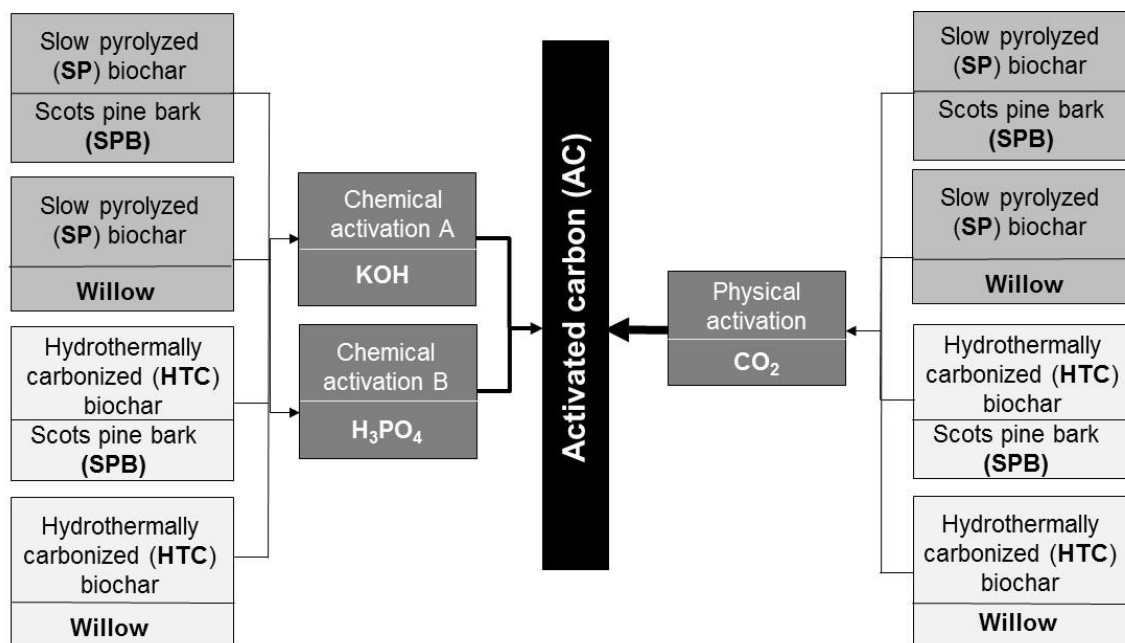 Slow pyrolyzed
(SP) biochar
Scots pine bark
(SPB)
Slow pyrolyzed
(SP) biochar
Willow
Hydrothermally
carbonized (HTC)
biochar
Scots pine bark
(SPB)
Hydrothermally
carbonized (HTC)
biochar
Willow
Chemical
activation A
KOH
Chemical
activation B
H₃PO₄
Activated carbon (AC)
Physical
activation
CO₂
Slow pyrolyzed
(SP) biochar
Scots pine bark
(SPB)
Slow pyrolyzed
(SP) biochar
Willow
Hydrothermally
carbonized (HTC)
biochar
Scots pine bark
(SPB)
Hydrothermally
carbonized (HTC)
biochar
Willow